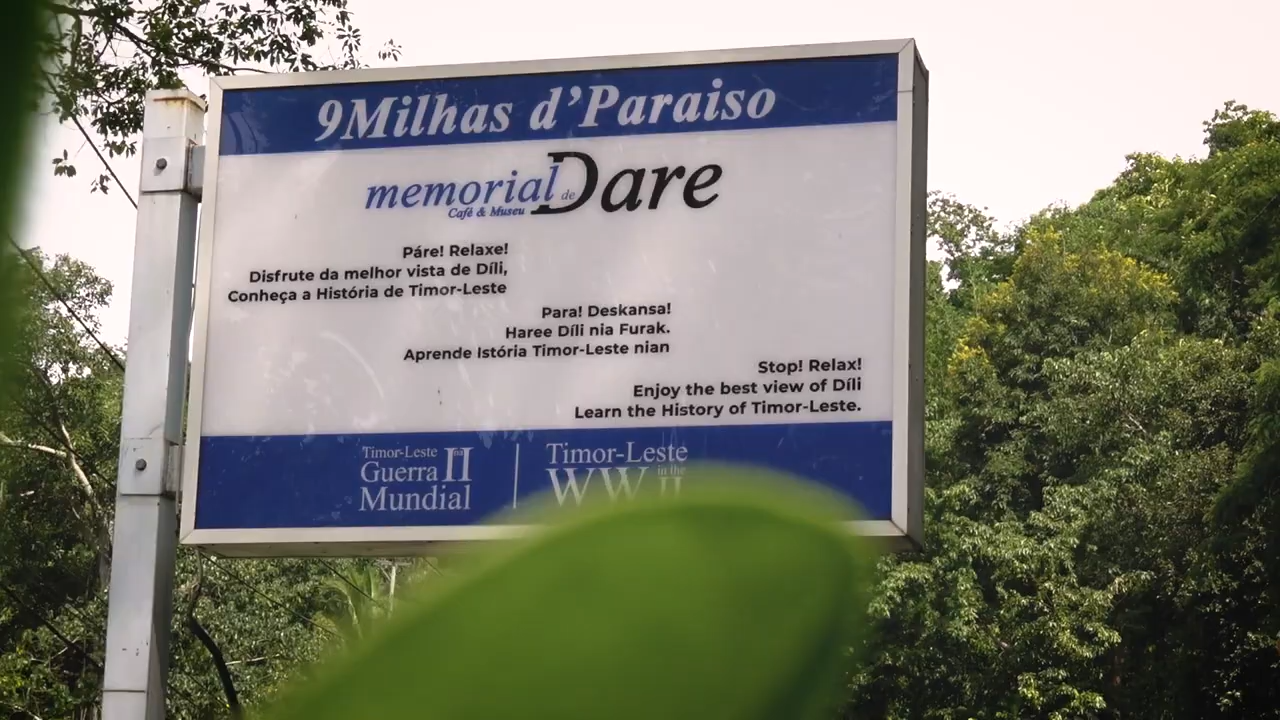 9Milhas d'Paraiso
memorial de Dare
Café & Museu
Páre! Relaxe!
Disfrute da melhor vista de Díli,
Conheça a História de Timor-Leste
Para! Deskansa!
Haree Díli nia Furak.
Aprende Istória Timor-Leste nian
Stop! Relax!
Enjoy the best view of Díli
Learn the History of Timor-Leste.
Timor-Leste na
Guerra II
Mundial
Timor-Leste
WW in the II